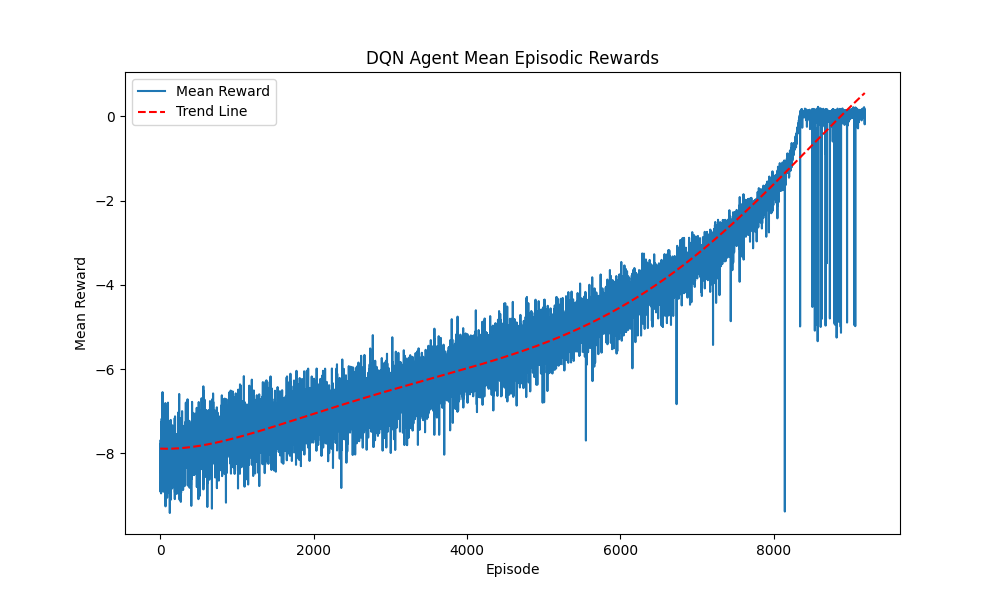 DQN Agent Mean Episodic Rewards
Mean Reward
Trend Line
0
−2
−4
−6
−8
Mean Reward
0
2000
4000
6000
8000
Episode